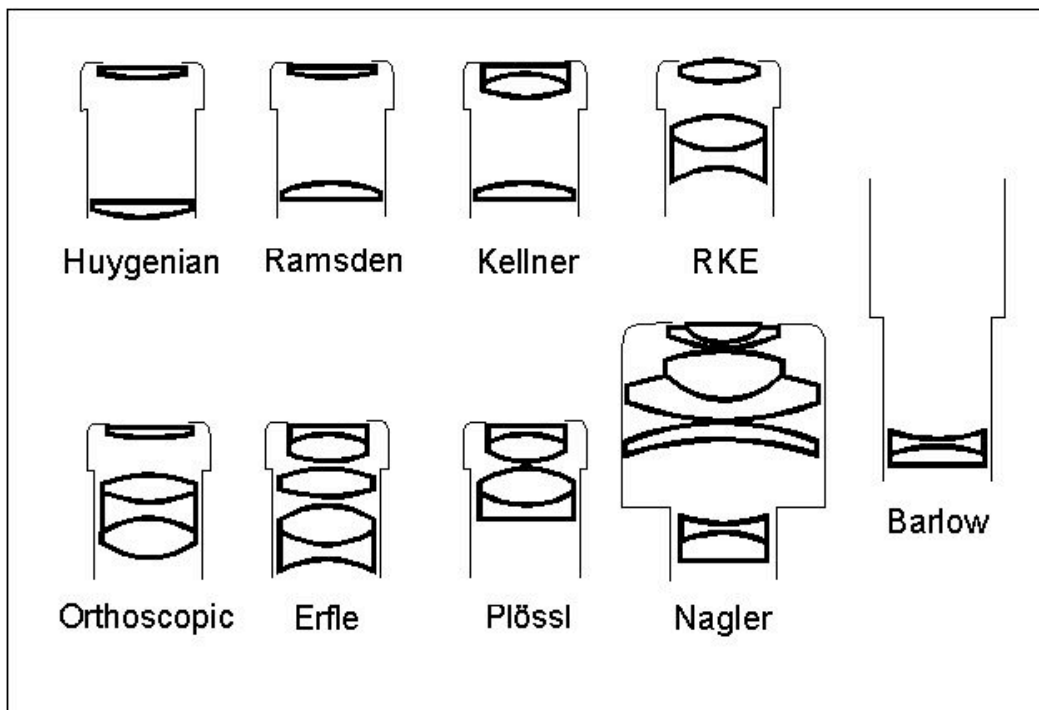 Huygenian
Ramsden
Kellner
RKE
Barlow
Orthoscopic
Erfle
Plössl
Nagler